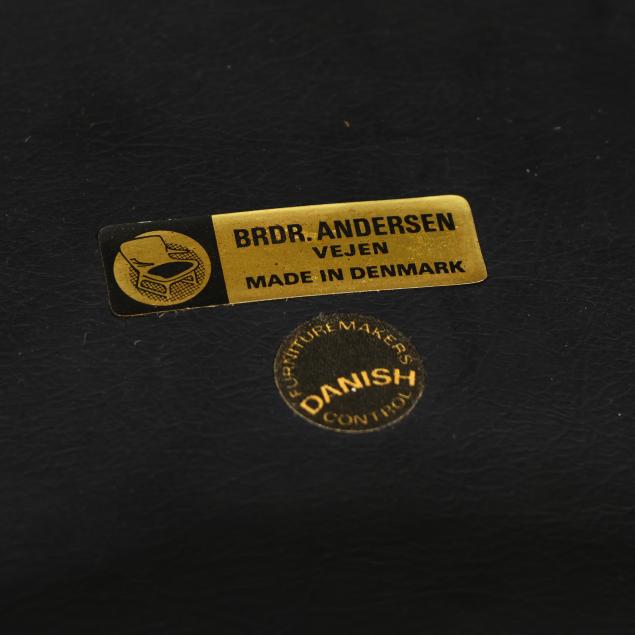 BRDR. ANDERSEN
VEJEN
MADE IN DENMARK
FURNITUREMAKERS
DANISH
CONTROL